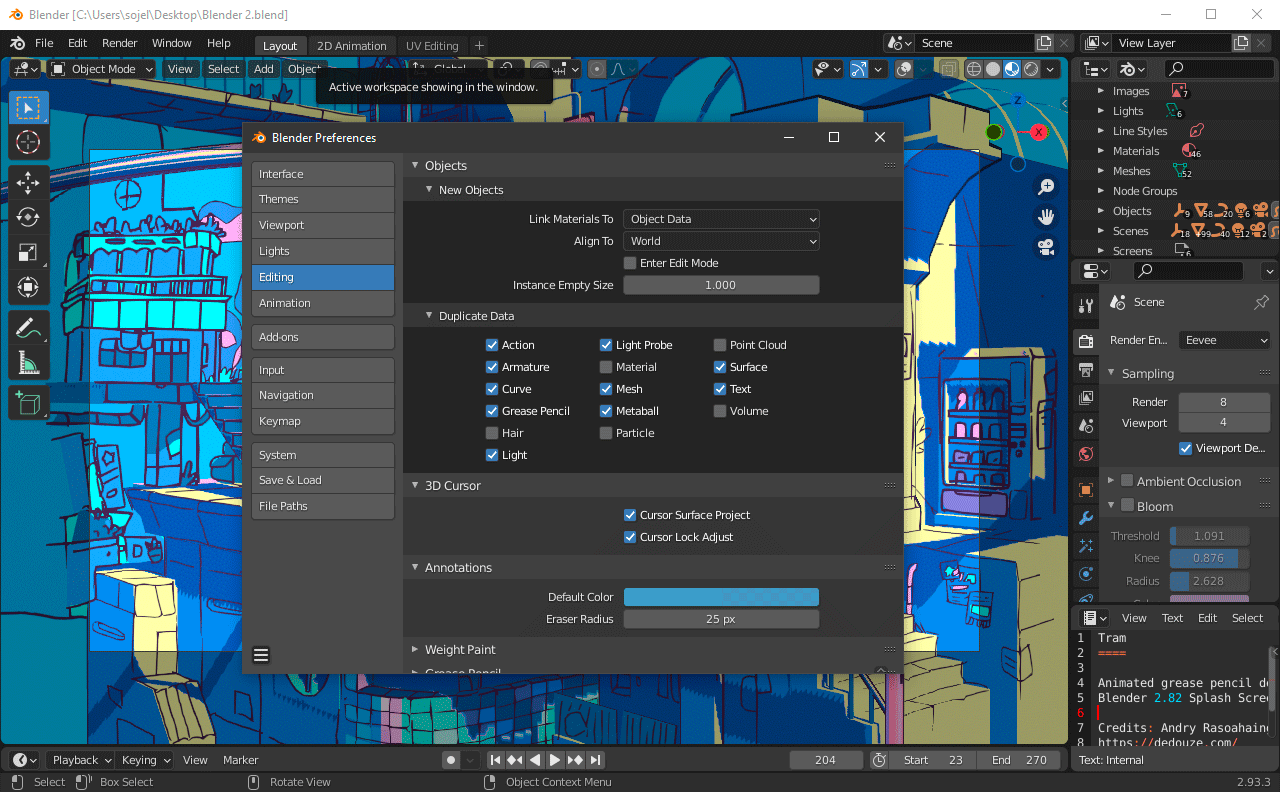 Blender [C:\Users\sojel\Desktop\Blender 2.blend]
File Edit Render Window Help Layout 2D Animation UV Editing + Scene View Layer
Object Mode View Select Add Object Global
Active workspace showing in the window.
Images 7
Lights 6
Line Styles
Materials 46
Meshes 52
Node Groups
Objects 9 58 20 6
Scenes 18 499 40 12 2
Screens 6
Z
X
Blender Preferences
Interface
Themes
Viewport
Lights
Editing
Animation
Add-ons
Input
Navigation
Keymap
System
Save & Load
File Paths
Objects
New Objects
Link Materials To Object Data
Align To World
Enter Edit Mode
Instance Empty Size 1.000
Duplicate Data
Action Light Probe Point Cloud
Armature Material Surface
Curve Mesh Text
Grease Pencil Metaball Volume
Hair Particle
Light
3D Cursor
Cursor Surface Project
Cursor Lock Adjust
Annotations
Default Color
Eraser Radius 25 px
Weight Paint
Grease Pencil
Scene
Render En... Eevee
Sampling
Render 8
Viewport 4
Viewport De...
Ambient Occlusion
Bloom
Threshold 1.091
Knee 0.876
Radius 2.628
Color
View Text Edit Select
1 Tram
2 ====
3
4 Animated grease pencil de
5 Blender 2.82 Splash Scree
6
7 Credits: Andry Rasoahaing
8 https://dedouze.com/
Text: Internal
Playback Keying View Marker 204 Start 23 End 270
Select Box Select Rotate View Object Context Menu 2.93.3